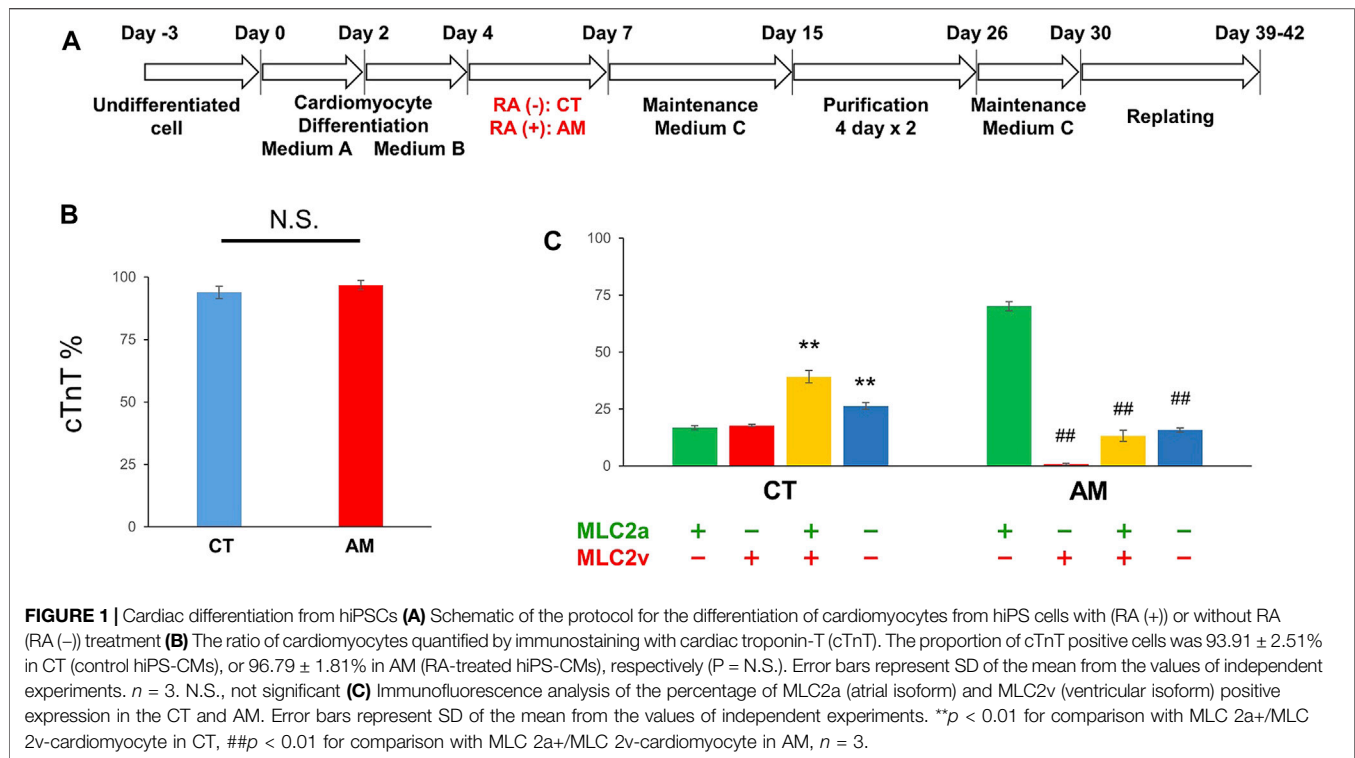 A
Day -3 Day 0 Day 2 Day 4 Day 7 Day 15 Day 26 Day 30 Day 39-42
Undifferentiated
cell
Cardiomyocyte
Differentiation
Medium A Medium B
RA (-): CT
RA (+): AM
Maintenance
Medium C
Purification
4 day x 2
Maintenance
Medium C
Replating
B
N.S.
100
75
50
25
0
cTnT %
CT AM
C
100
75
50
25
0
** **
## ## ##
CT AM
MLC2a + − + − + − + −
MLC2v − + + − − + + −
FIGURE 1 | Cardiac differentiation from hiPSCs (A) Schematic of the protocol for the differentiation of cardiomyocytes from hiPS cells with (RA (+)) or without RA
(RA (−)) treatment (B) The ratio of cardiomyocytes quantified by immunostaining with cardiac troponin-T (cTnT). The proportion of cTnT positive cells was 93.91 ± 2.51%
in CT (control hiPS-CMs), or 96.79 ± 1.81% in AM (RA-treated hiPS-CMs), respectively (P = N.S.). Error bars represent SD of the mean from the values of independent
experiments. n = 3. N.S., not significant (C) Immunofluorescence analysis of the percentage of MLC2a (atrial isoform) and MLC2v (ventricular isoform) positive
expression in the CT and AM. Error bars represent SD of the mean from the values of independent experiments. **p < 0.01 for comparison with MLC 2a+/MLC
2v-cardiomyocyte in CT, ##p < 0.01 for comparison with MLC 2a+/MLC 2v-cardiomyocyte in AM, n = 3.